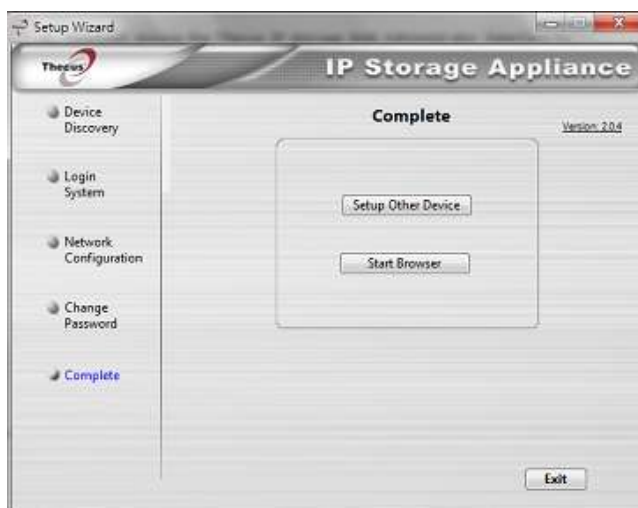 Setup Wizard
Thecus
IP Storage Appliance
Device
Discovery
Login
System
Network
Configuration
Change
Password
Complete
Complete
Version: 2.0.4
Setup Other Device
Start Browser
Exit